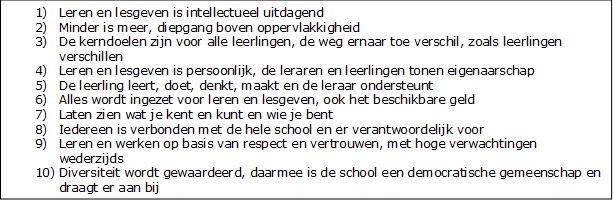 1) Leren en lesgeven is intellectueel uitdagend
2) Minder is meer, diepgang boven oppervlakkigheid
3) De kerndoelen zijn voor alle leerlingen, de weg ernaar toe verschil, zoals leerlingen
verschillen
4) Leren en lesgeven is persoonlijk, de leraren en leerlingen tonen eigenaarschap
5) De leerling leert, doet, denkt, maakt en de leraar ondersteunt
6) Alles wordt ingezet voor leren en lesgeven, ook het beschikbare geld
7) Laten zien wat je kent en kunt en wie je bent
8) Iedereen is verbonden met de hele school en er verantwoordelijk voor
9) Leren en werken op basis van respect en vertrouwen, met hoge verwachtingen
wederzijds
10) Diversiteit wordt gewaardeerd, daarmee is de school een democratische gemeenschap en
draagt er aan bij